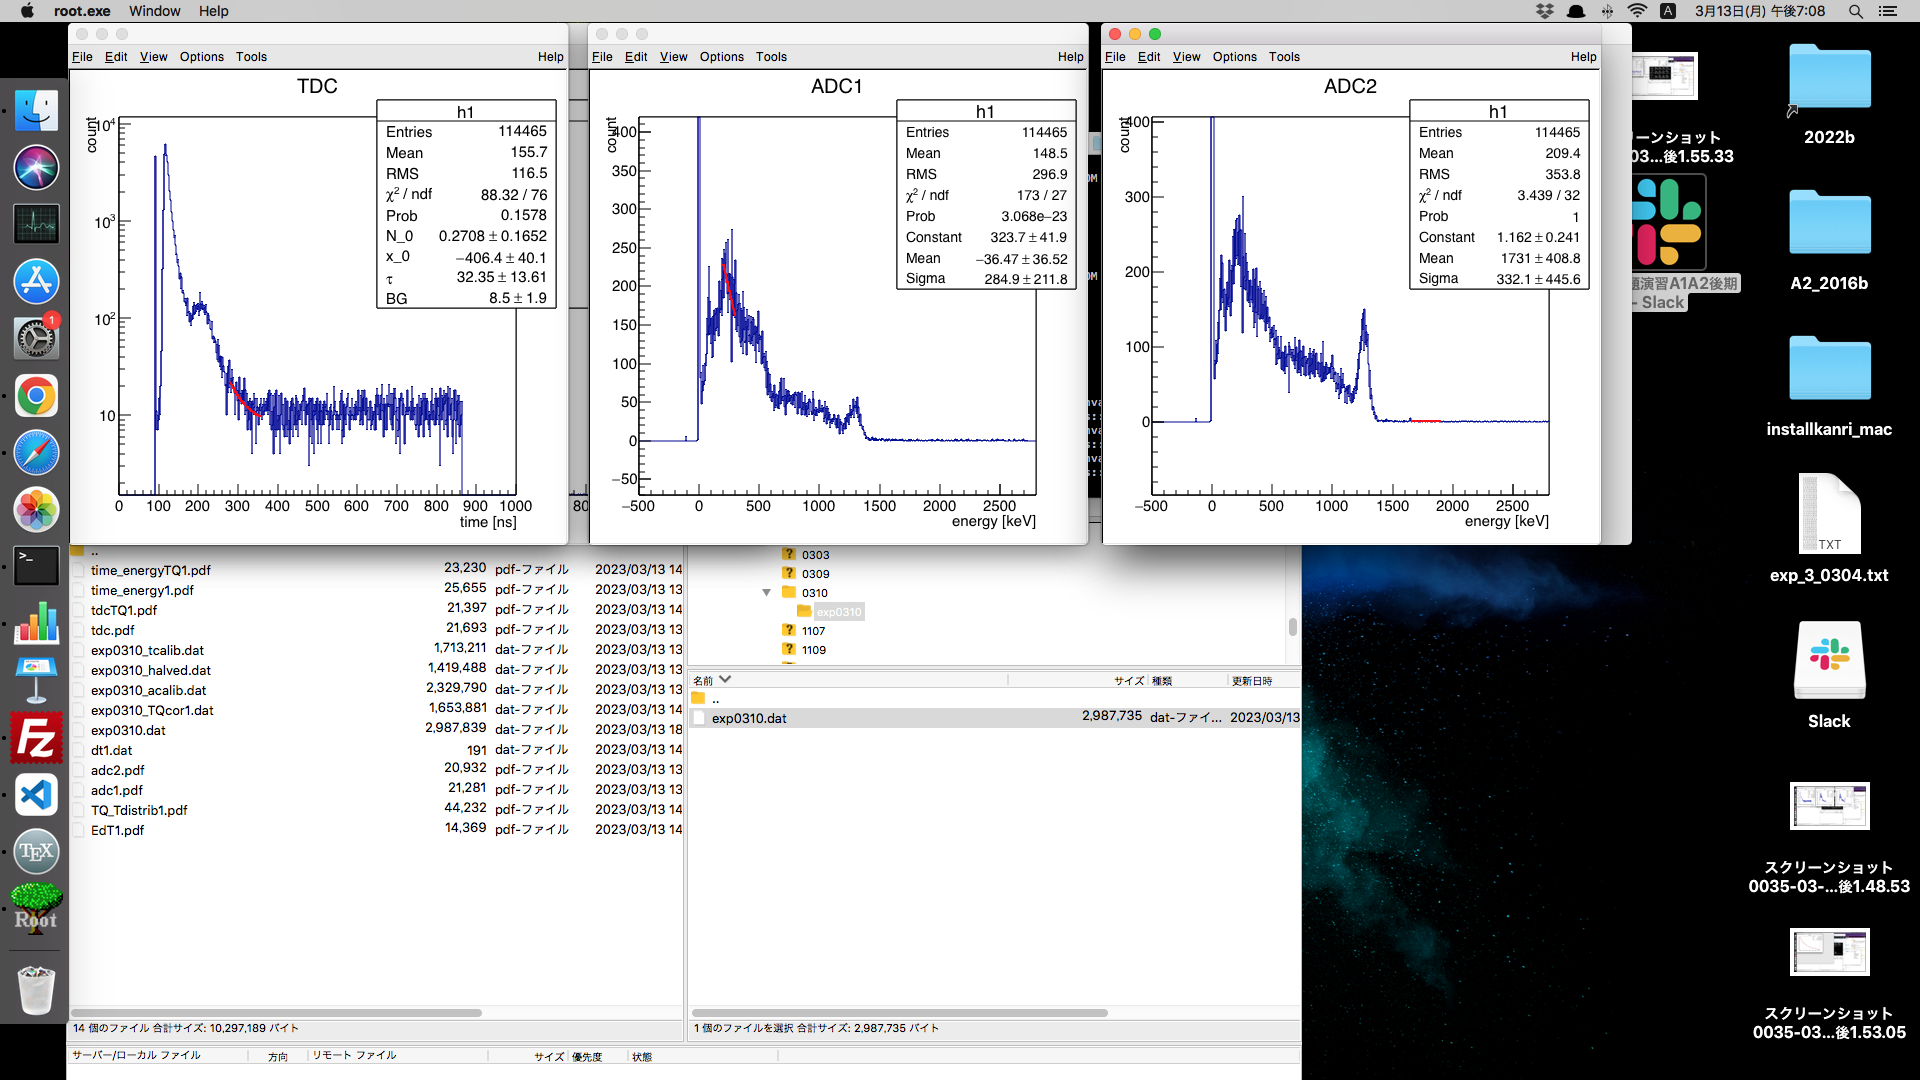 root.exe Window Help
A 3月13日(月) 午後7:08
File Edit View Options Tools Help
TDC
count
h1
Entries 114465
Mean 155.7
RMS 116.5
χ² / ndf 88.32 / 76
Prob 0.1578
N_0 0.2708 ± 0.1652
x_0 −406.4 ± 40.1
τ 32.35 ± 13.61
BG 8.5 ± 1.9
10⁴
10³
10²
10
0 100 200 300 400 500 600 700 800 900 1000
time [ns]
80
File Edit View Options Tools Help
ADC1
count
h1
Entries 114465
Mean 148.5
RMS 296.9
χ² / ndf 173 / 27
Prob 3.068e−23
Constant 323.7 ± 41.9
Mean −36.47 ± 36.52
Sigma 284.9 ± 211.8
400
350
300
250
200
150
100
50
0
−50
−500 0 500 1000 1500 2000 2500
energy [keV]
File Edit View Options Tools Help
ADC2
count
h1
Entries 114465
Mean 209.4
RMS 353.8
χ² / ndf 3.439 / 32
Prob 1
Constant 1.162 ± 0.241
Mean 1731 ± 408.8
Sigma 332.1 ± 445.6
400
300
200
100
0
−500 0 500 1000 1500 2000 2500
energy [keV]
..
time_energyTQ1.pdf 23,230 pdf-ファイル 2023/03/13 14
time_energy1.pdf 25,655 pdf-ファイル 2023/03/13 14
tdcTQ1.pdf 21,397 pdf-ファイル 2023/03/13 14
tdc.pdf 21,693 pdf-ファイル 2023/03/13 13
exp0310_tcalib.dat 1,713,211 dat-ファイル 2023/03/13 14
exp0310_halved.dat 1,419,488 dat-ファイル 2023/03/13 14
exp0310_acalib.dat 2,329,790 dat-ファイル 2023/03/13 13
exp0310_TQcor1.dat 1,653,881 dat-ファイル 2023/03/13 14
exp0310.dat 2,987,839 dat-ファイル 2023/03/13 18
dt1.dat 191 dat-ファイル 2023/03/13 14
adc2.pdf 20,932 pdf-ファイル 2023/03/13 13
adc1.pdf 21,281 pdf-ファイル 2023/03/13 13
TQ_Tdistrib1.pdf 44,232 pdf-ファイル 2023/03/13 14
EdT1.pdf 14,369 pdf-ファイル 2023/03/13 14
14 個のファイル 合計サイズ: 10,297,189 バイト
0303
0309
0310
exp0310
1107
1109
名前 サイズ 種類 更新日時
..
exp0310.dat 2,987,735 dat-ファイ... 2023/03/13
1 個のファイルを選択 合計サイズ: 2,987,735 バイト
サーバー/ローカル ファイル 方向 リモート ファイル サイズ 優先度 状態
リーンショット
03...後1.55.33
題演習A1A2後期
- Slack
2022b
A2_2016b
installkanri_mac
TXT
exp_3_0304.txt
Slack
スクリーンショット
0035-03-...後1.48.53
スクリーンショット
0035-03...後1.53.05
1
TEX
Root
Fz